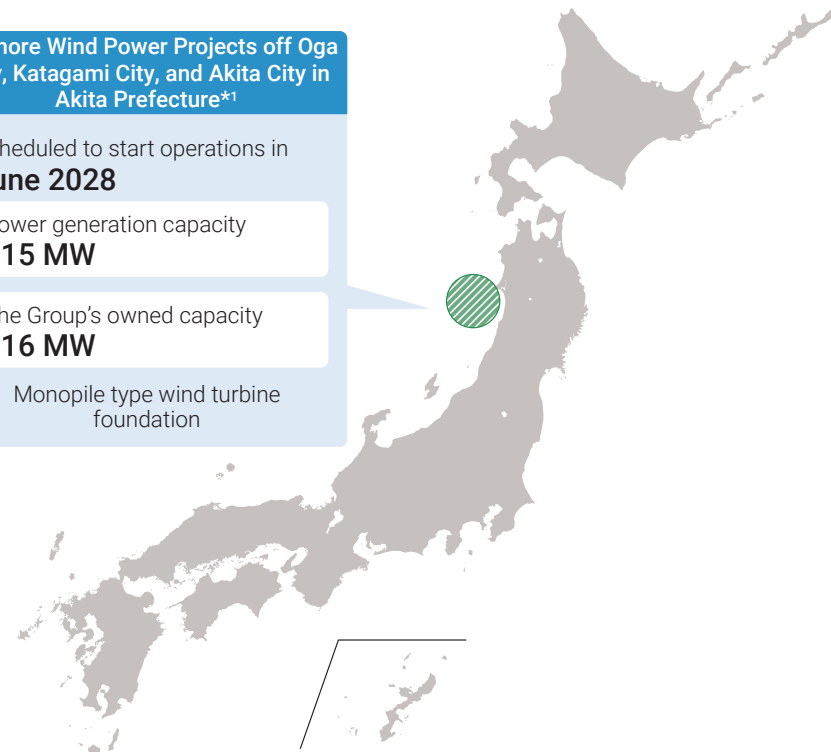 hore Wind Power Projects off Oga
y, Katagami City, and Akita City in
Akita Prefecture*1
heduled to start operations in
une 2028
ower generation capacity
15 MW
he Group's owned capacity
16 MW
Monopile type wind turbine
foundation